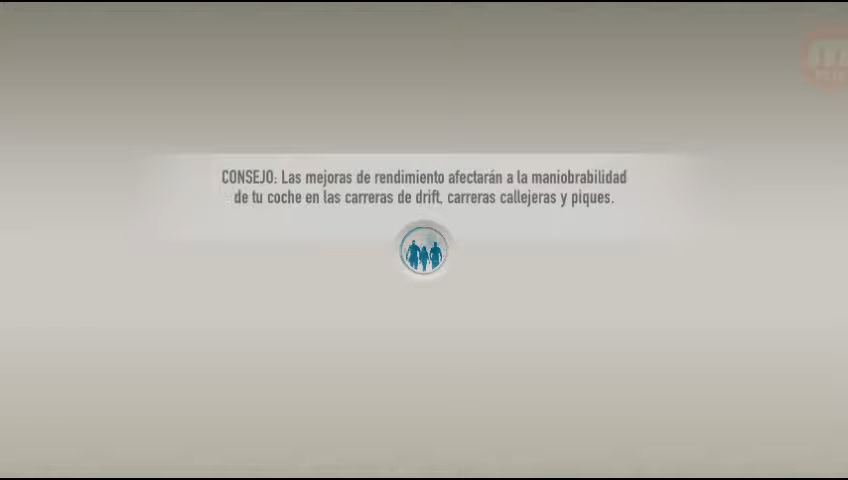 CONSEJO: Las mejoras de rendimiento afectarán a la maniobrabilidad
de tu coche en las carreras de drift, carreras callejeras y piques.